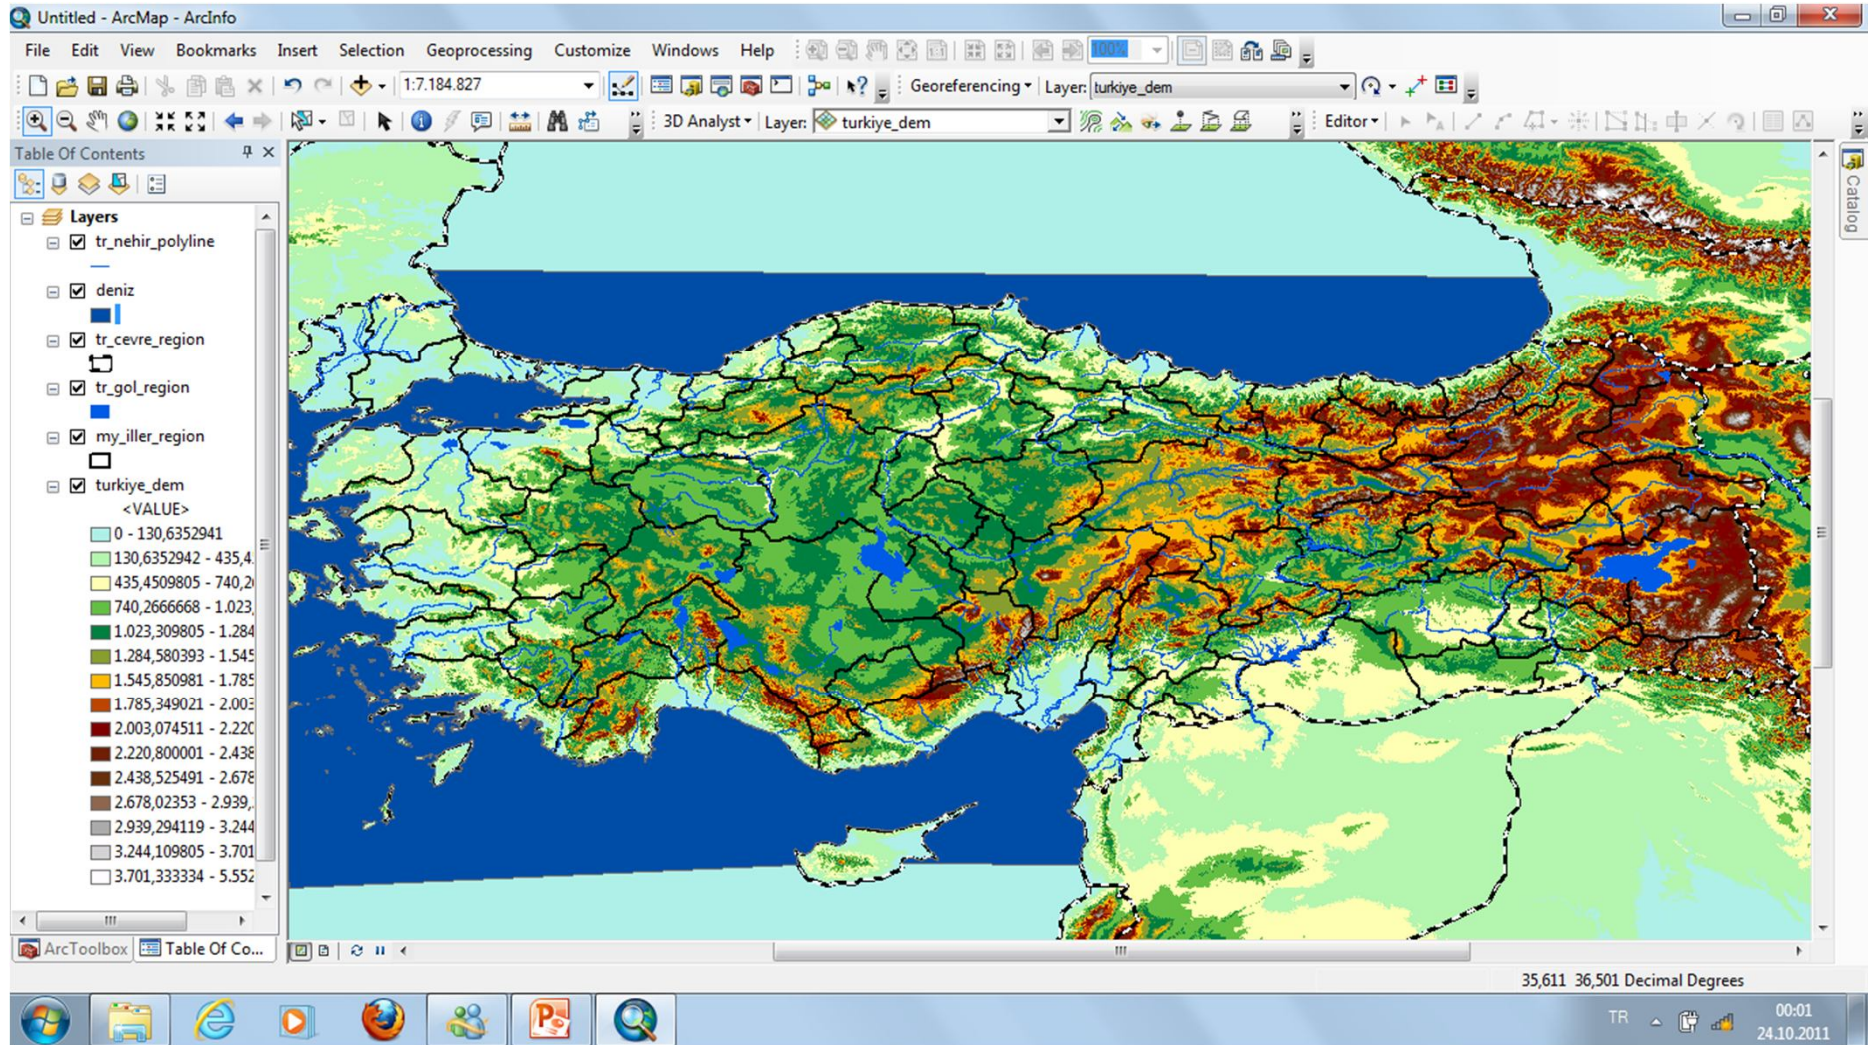 Untitled - ArcMap - ArcInfo
File Edit View Bookmarks Insert Selection Geoprocessing Customize Windows Help 100%
1:7.184.827 Georeferencing Layer: turkiye_dem
3D Analyst Layer: turkiye_dem Editor
Table Of Contents
Layers
tr_nehir_polyline
deniz
tr_cevre_region
tr_gol_region
my_iller_region
turkiye_dem
<VALUE>
0 - 130,6352941
130,6352942 - 435,4
435,4509805 - 740,2
740,2666668 - 1.023,
1.023,309805 - 1.284
1.284,580393 - 1.545
1.545,850981 - 1.785
1.785,349021 - 2.003
2.003,074511 - 2.220
2.220,800001 - 2.438
2.438,525491 - 2.678
2.678,02353 - 2.939,
2.939,294119 - 3.244
3.244,109805 - 3.701
3.701,333334 - 5.552
Catalog
ArcToolbox Table Of Co...
35,611 36,501 Decimal Degrees
TR 00:01
24.10.2011